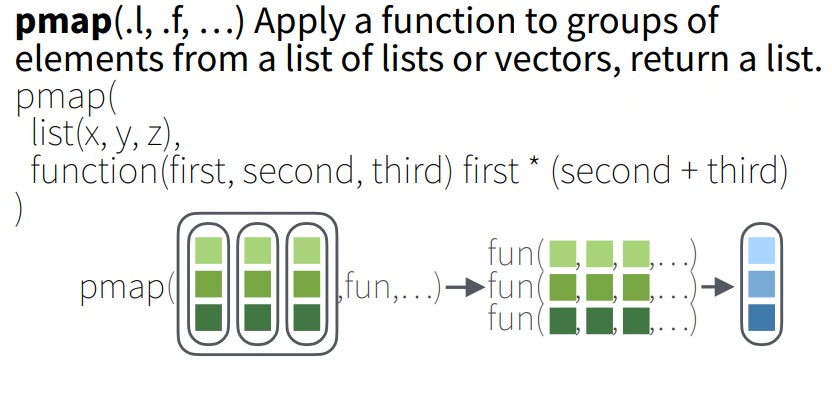 pmap(.l, .f, …) Apply a function to groups of
elements from a list of lists or vectors, return a list.
pmap(
list(x, y, z),
function(first, second, third) first * (second + third)
)
pmap( ,fun,…)
fun( , , ,…)
fun( , , ,…)
fun( , , ,…)